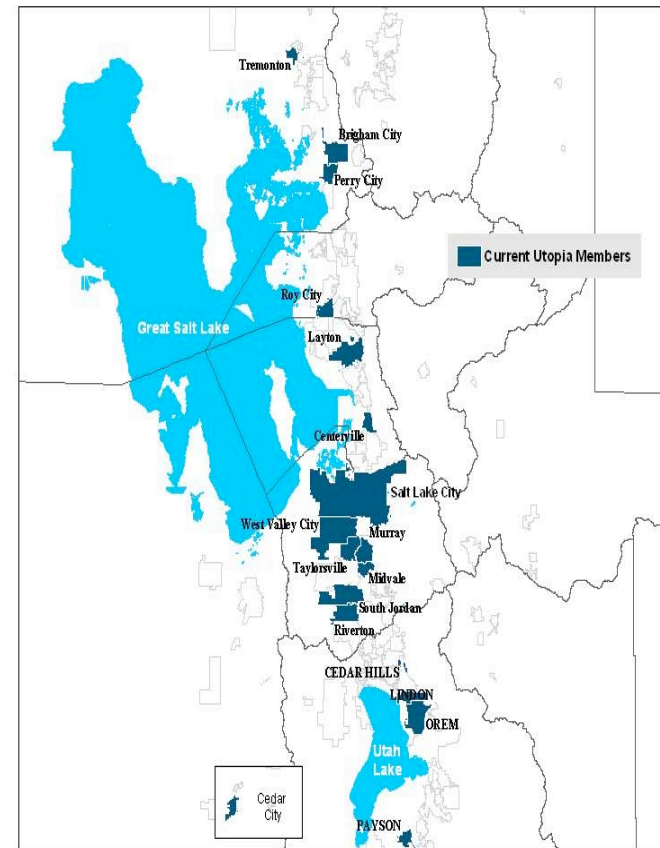 Tremonton
Brigham City
Perry City
Current Utopia Members
Roy City
Great Salt Lake
Layton
Centerville
Salt Lake City
West Valley City
Murray
Taylorsville
Midvale
South Jordan
Riverton
CEDAR HILLS
LINDON
OREM
Utah
Lake
Cedar
City
PAYSON